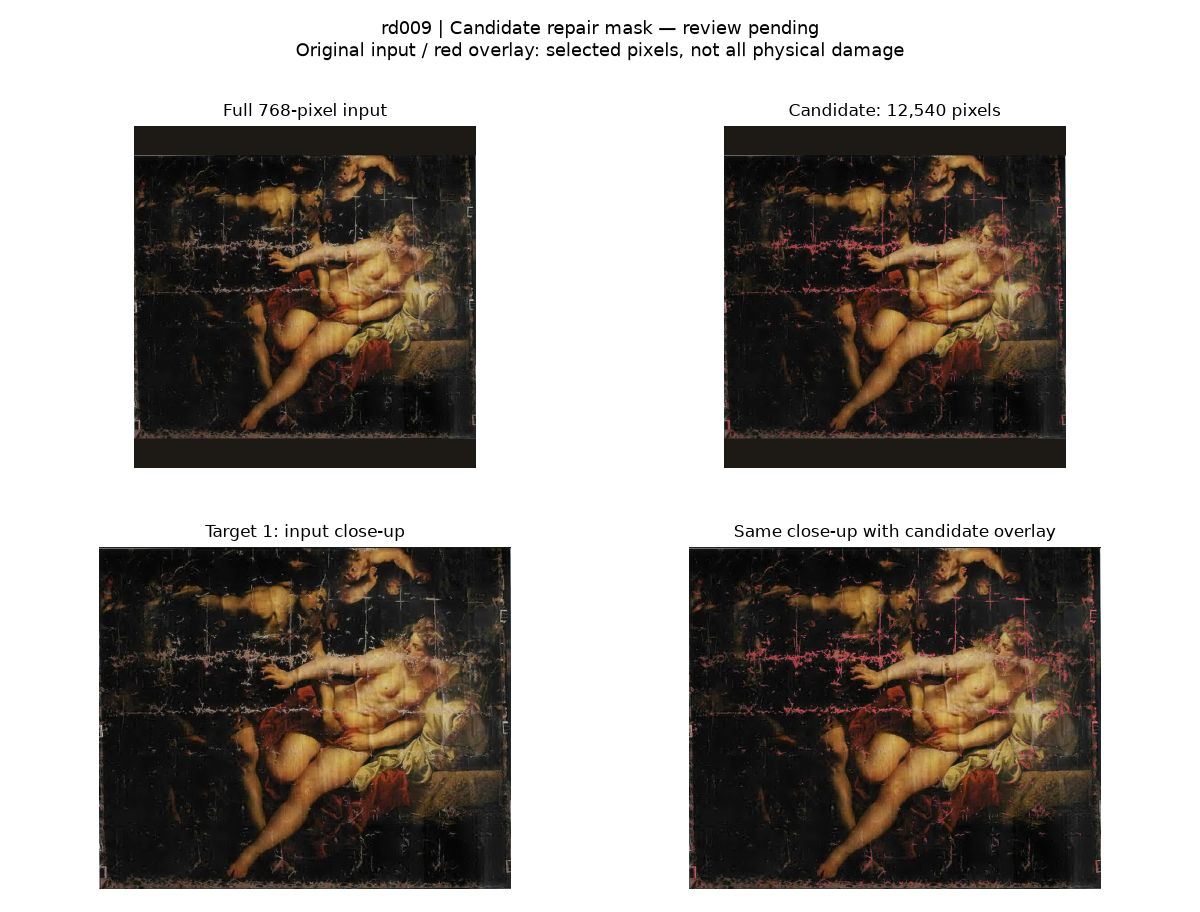 rd009 | Candidate repair mask — review pending
Original input / red overlay: selected pixels, not all physical damage
Full 768-pixel input
Candidate: 12,540 pixels
Target 1: input close-up
Same close-up with candidate overlay